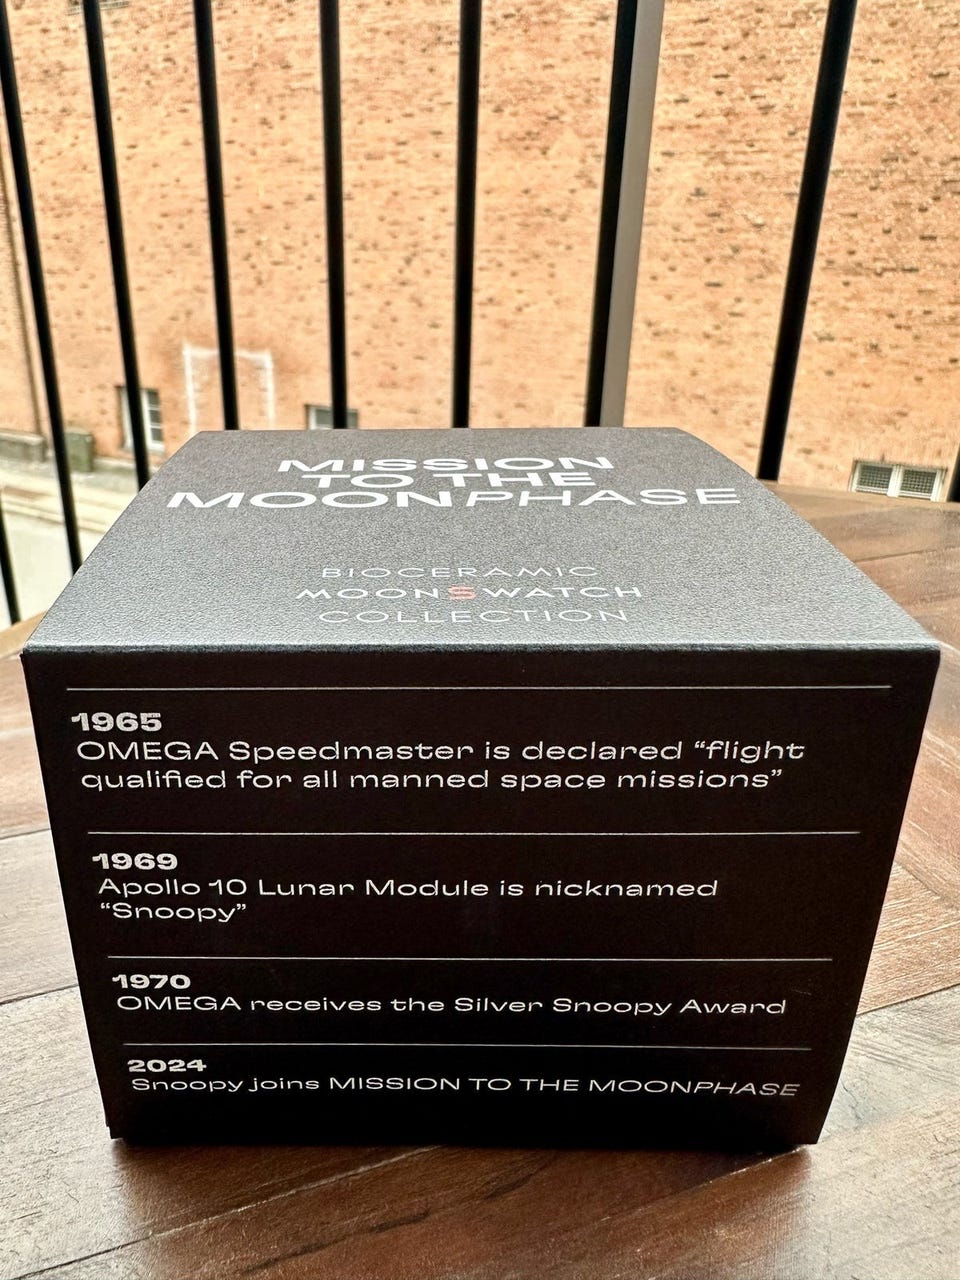 MISSION
TO THE
MOONPHASE
BIOCERAMIC
MOONSWATCH
COLLECTION
1965
OMEGA Speedmaster is declared “flight
qualified for all manned space missions”
1969
Apollo 10 Lunar Module is nicknamed
“Snoopy”
1970
OMEGA receives the Silver Snoopy Award
2024
Snoopy joins MISSION TO THE MOONPHASE